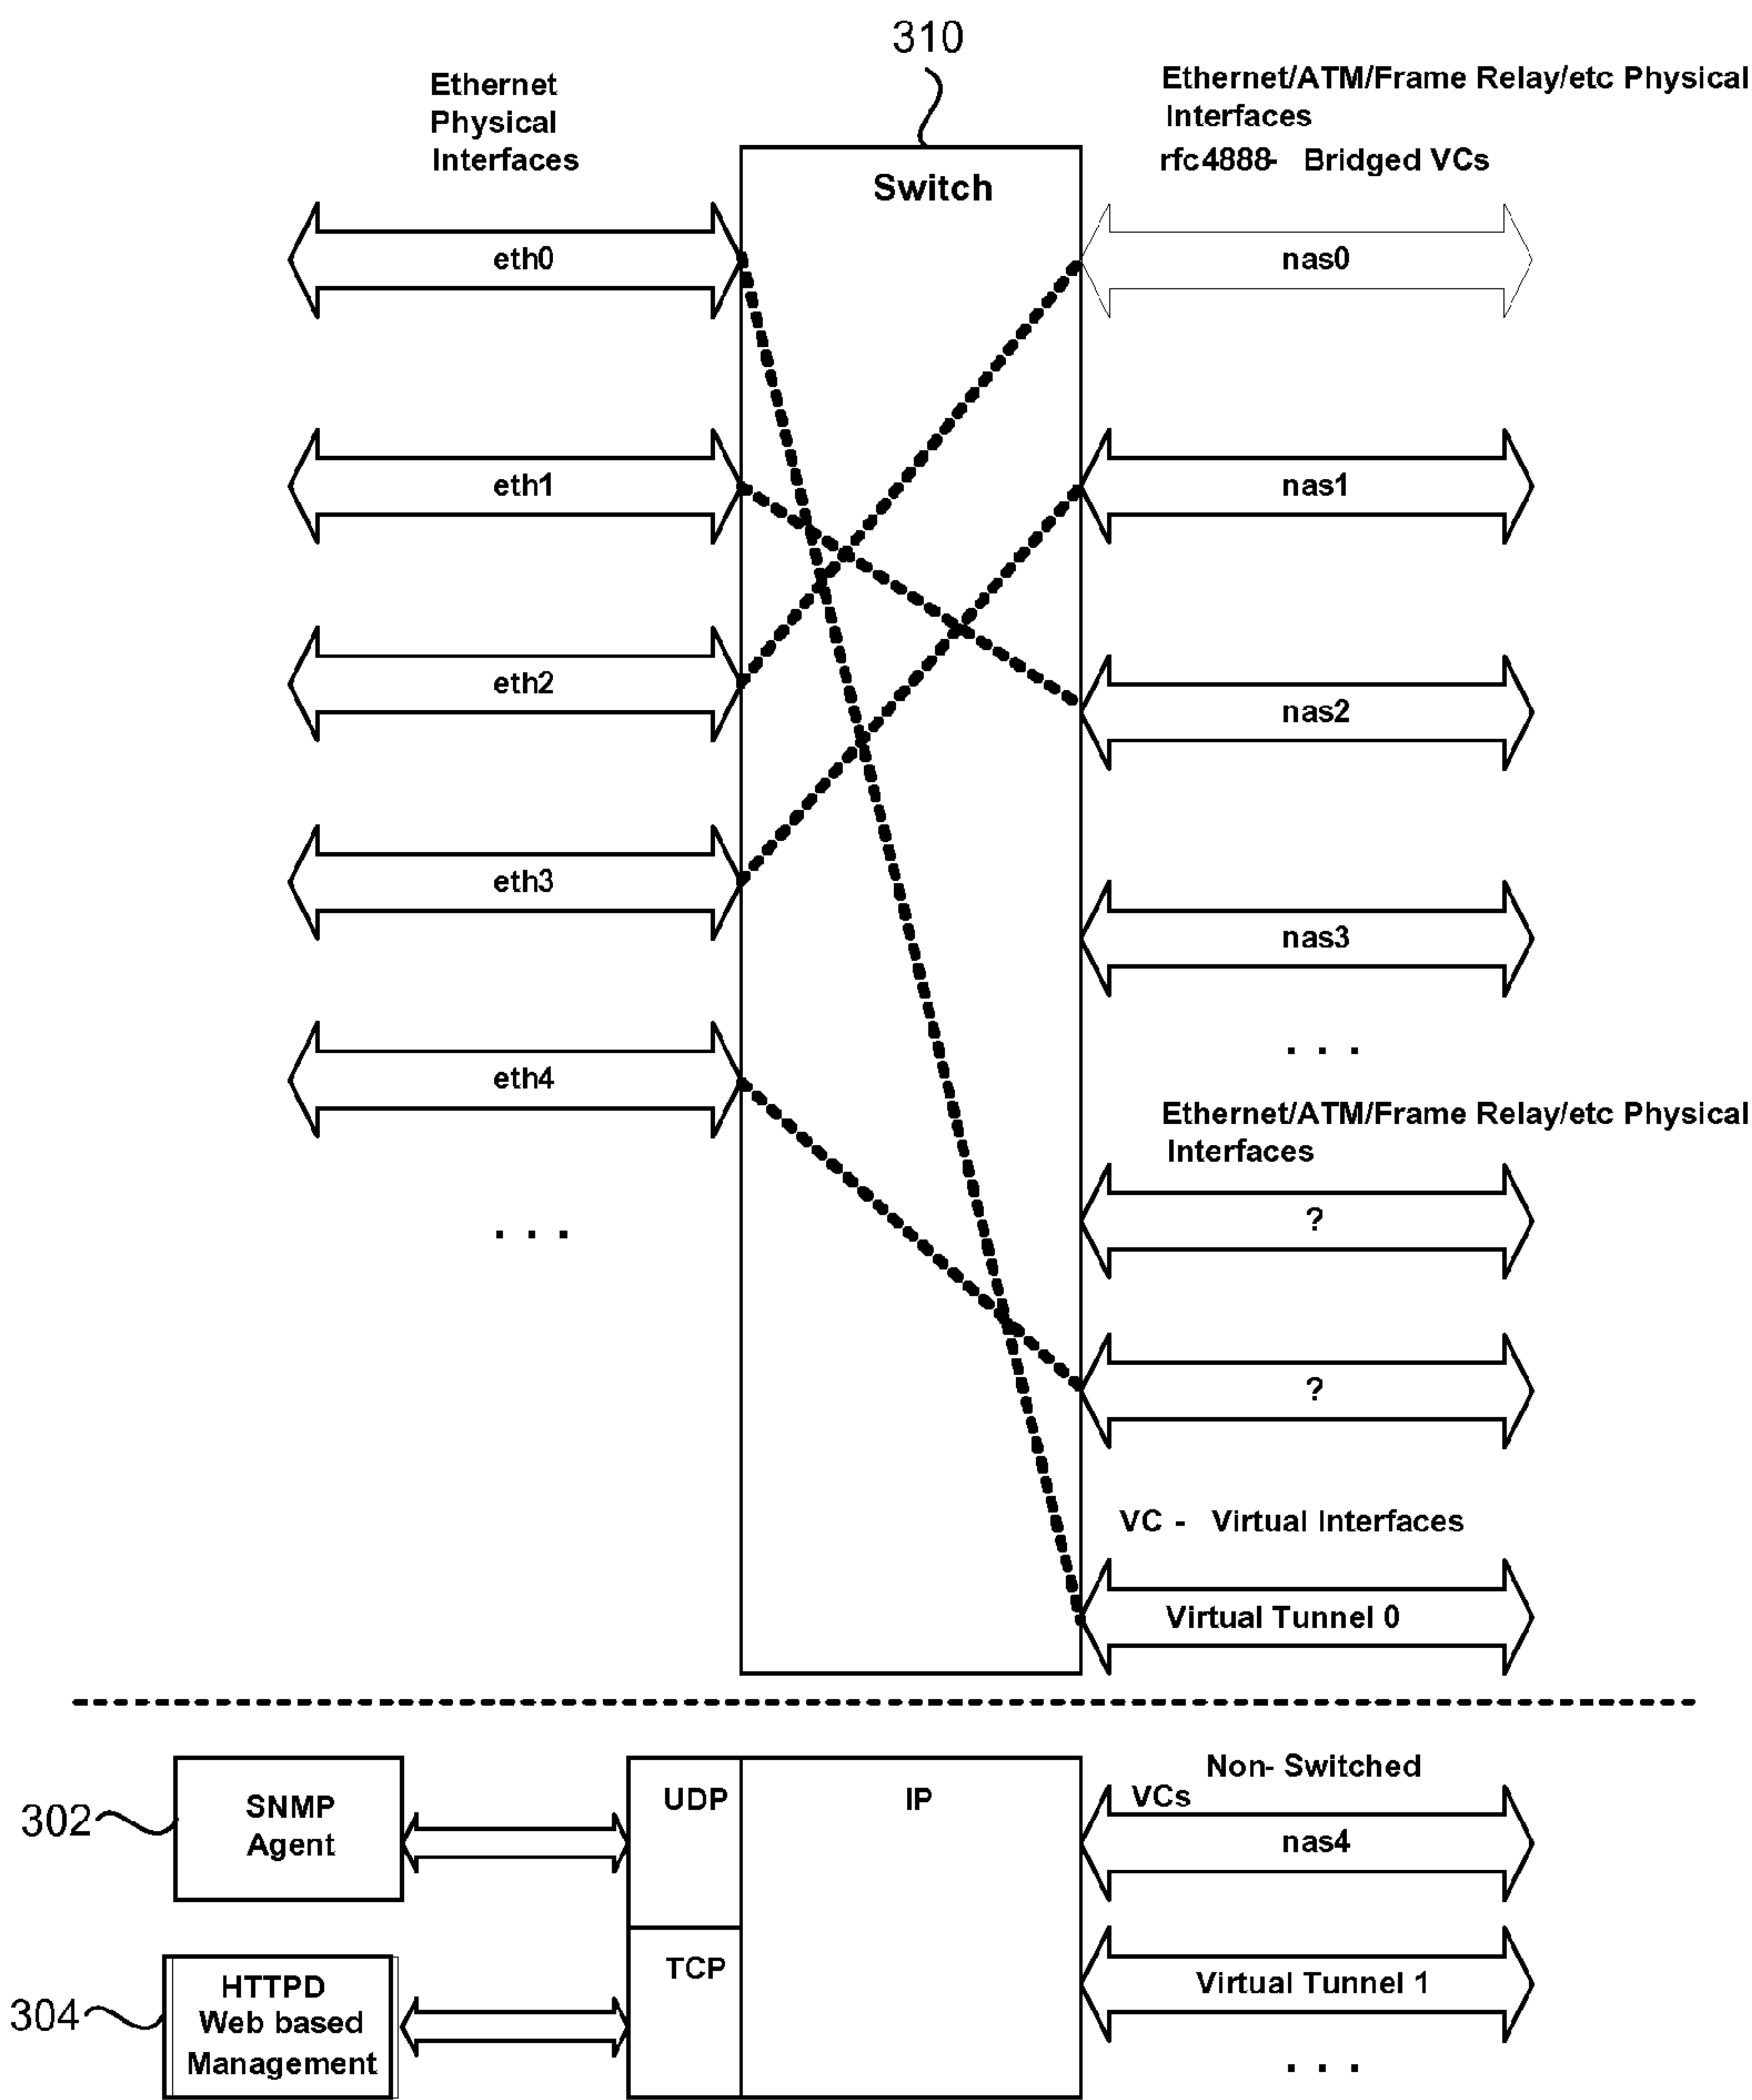 310
Ethernet
Physical
Interfaces
Ethernet/ATM/Frame Relay/etc Physical
Interfaces
rfc4888- Bridged VCs
Switch
eth0
nas0
eth1
nas1
eth2
nas2
eth3
nas3
. . .
eth4
Ethernet/ATM/Frame Relay/etc Physical
Interfaces
?
. . .
?
VC - Virtual Interfaces
Virtual Tunnel 0
302
SNMP
Agent
UDP
IP
Non- Switched
VCs
nas4
304
HTTPD
Web based
Management
TCP
Virtual Tunnel 1
. . .